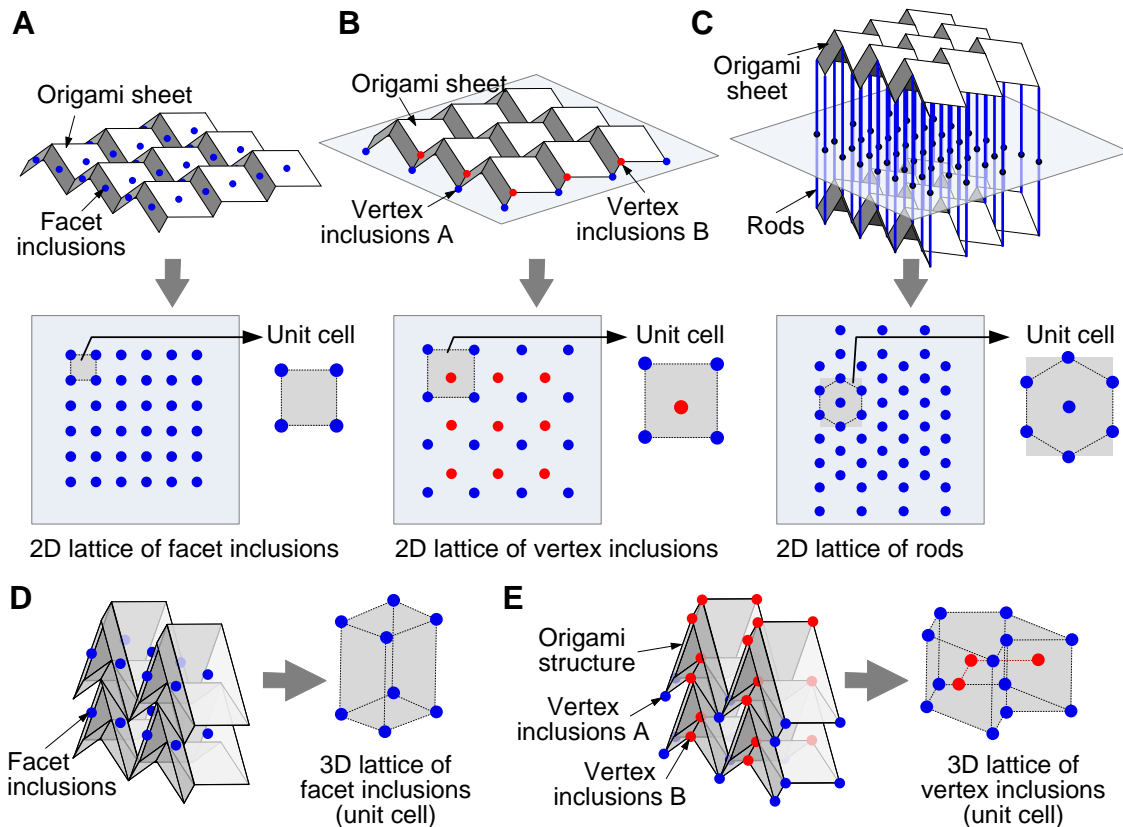 A
Origami sheet
Facet
inclusions
Unit cell
2D lattice of facet inclusions
B
Origami sheet
Vertex
inclusions A
Vertex
inclusions B
Unit cell
2D lattice of vertex inclusions
C
Origami
sheet
Rods
Unit cell
2D lattice of rods
D
Facet
inclusions
3D lattice of
facet inclusions
(unit cell)
E
Origami
structure
Vertex
inclusions A
Vertex
inclusions B
3D lattice of
vertex inclusions
(unit cell)